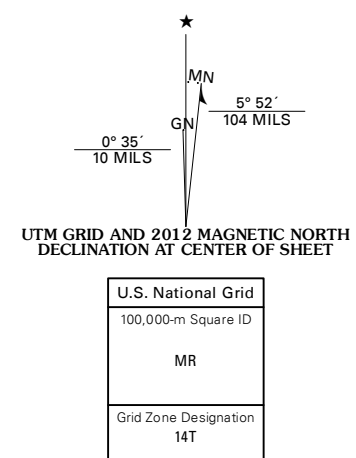 ★
MN
GN
5° 52´
104 MILS
0° 35´
10 MILS
UTM GRID AND 2012 MAGNETIC NORTH
DECLINATION AT CENTER OF SHEET
U.S. National Grid
100,000-m Square ID
MR
Grid Zone Designation
14T